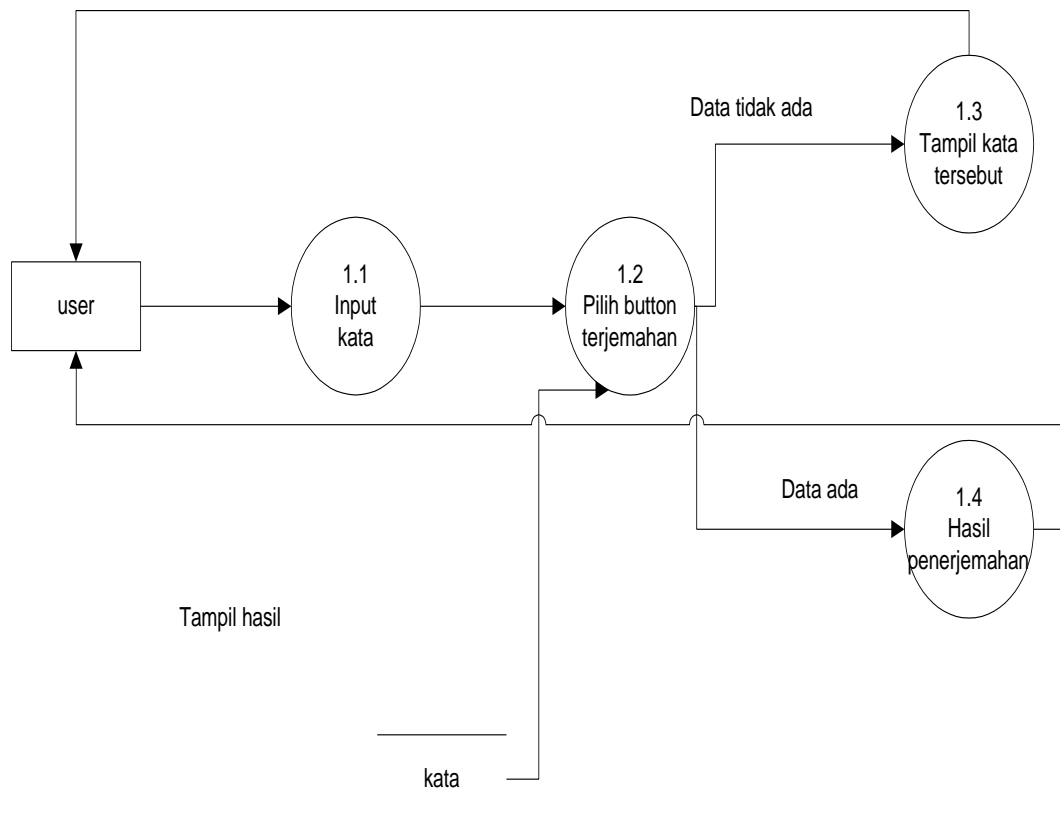 Data tidak ada
1.3
Tampil kata
tersebut
user
1.1
Input
kata
1.2
Pilih button
terjemahan
Data ada
1.4
Hasil
penerjemahan
Tampil hasil
kata